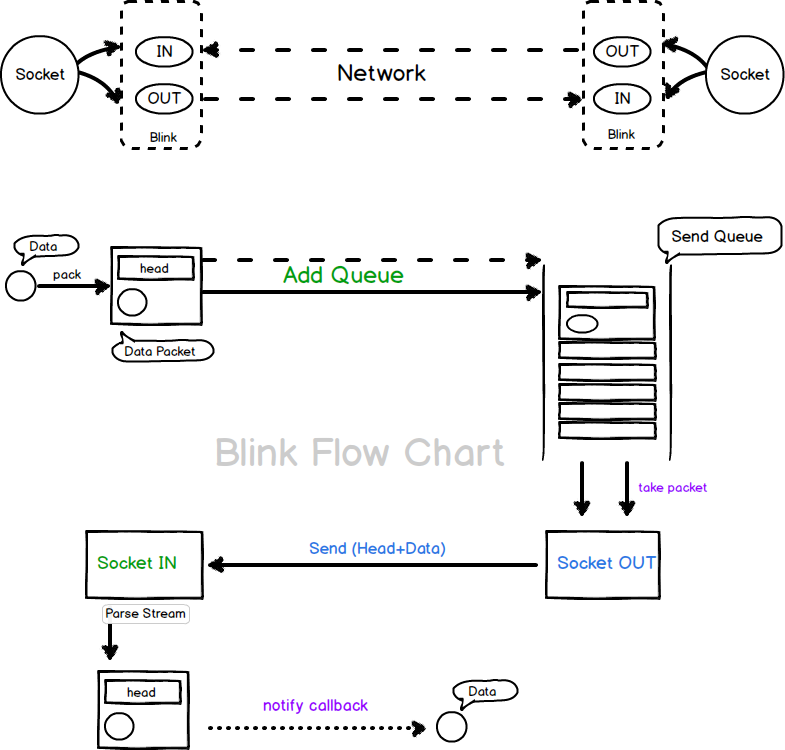 Socket
IN
OUT
Blink
Network
OUT
IN
Blink
Socket
Data
pack
head
Data Packet
Add Queue
Send Queue
Blink Flow Chart
take packet
Socket IN
Send (Head+Data)
Socket OUT
Parse Stream
head
notify callback
Data